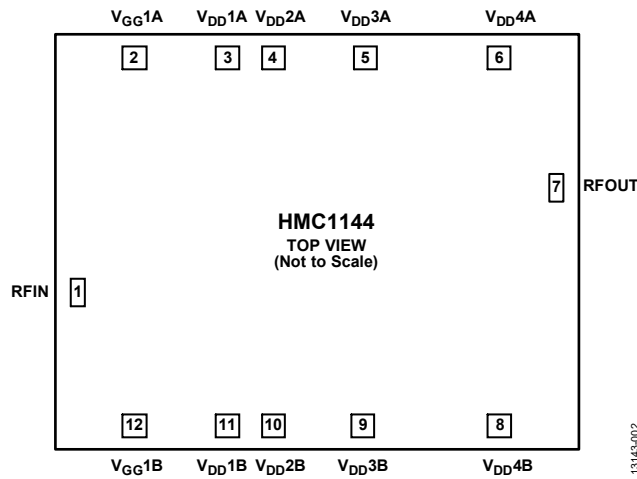 VGG1A VDD1A VDD2A VDD3A VDD4A
2 3 4 5 6
7 RFOUT
HMC1144
TOP VIEW
(Not to Scale)
RFIN 1
12 11 10 9 8
VGG1B VDD1B VDD2B VDD3B VDD4B
13143-002